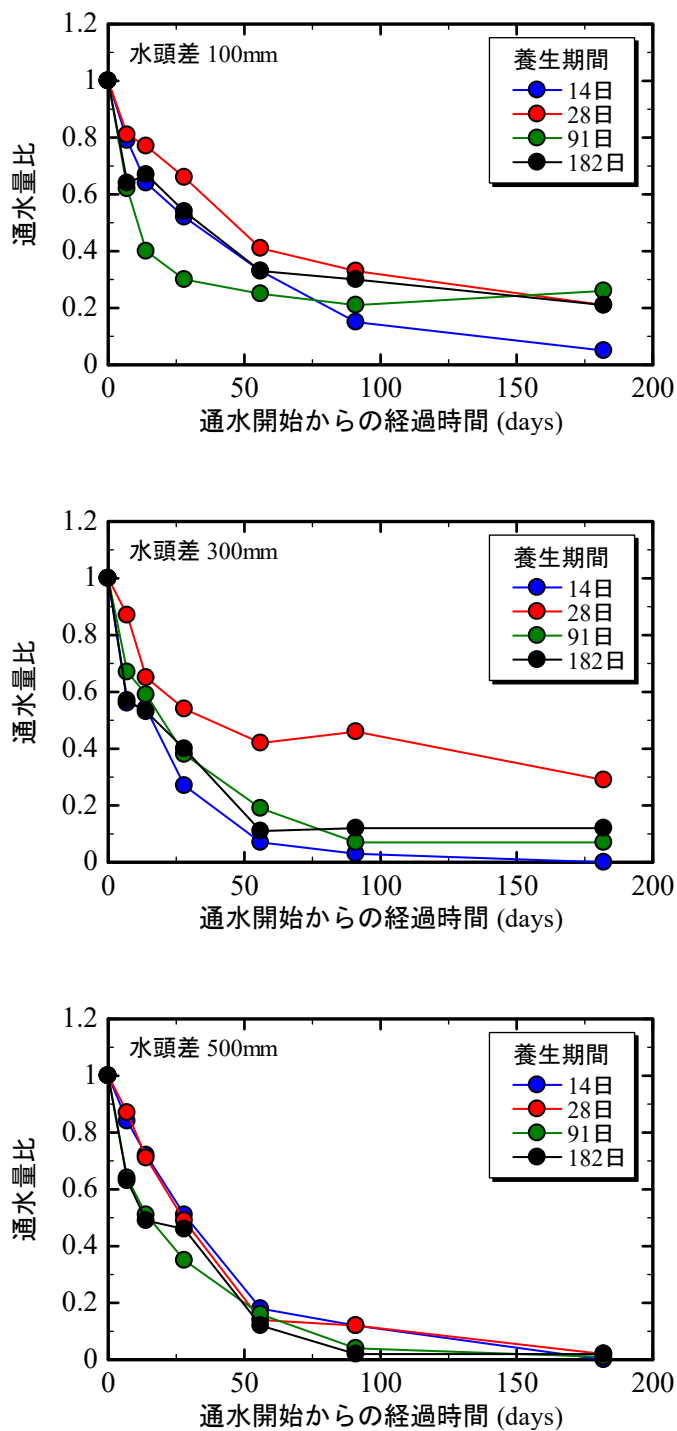 1.2
水頭差 100mm
養生期間
14日
28日
91日
182日
1
0.8
0.6
0.4
0.2
0
通水量比
0 50 100 150 200
通水開始からの経過時間 (days)
1.2
水頭差 300mm
養生期間
14日
28日
91日
182日
1
0.8
0.6
0.4
0.2
0
通水量比
0 50 100 150 200
通水開始からの経過時間 (days)
1.2
水頭差 500mm
養生期間
14日
28日
91日
182日
1
0.8
0.6
0.4
0.2
0
通水量比
0 50 100 150 200
通水開始からの経過時間 (days)